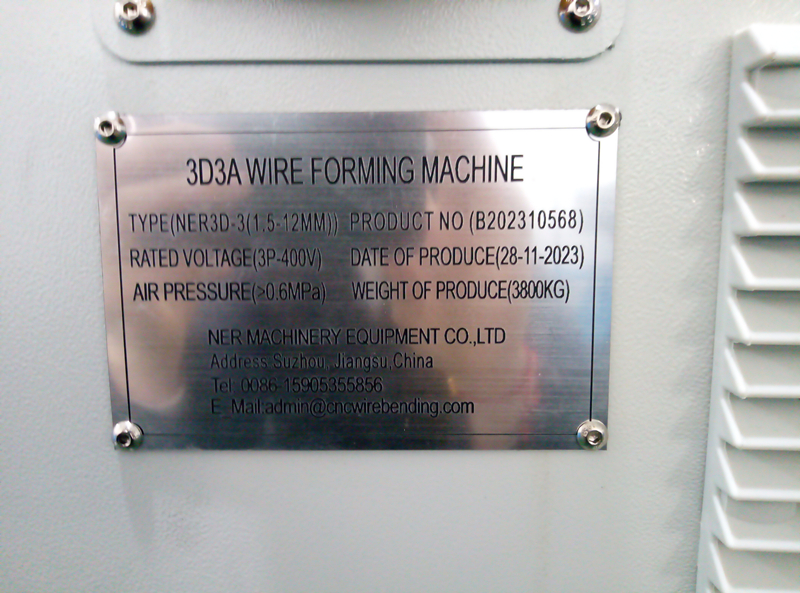 3D3A WIRE FORMING MACHINE
TYPE(NER3D-3(1.5-12MM)) PRODUCT NO (B202310568)
RATED VOLTAGE(3P-400V) DATE OF PRODUCE(28-11-2023)
AIR PRESSURE(>0.6MPa) WEIGHT OF PRODUCE(3800KG)
NER MACHINERY EQUIPMENT CO.,LTD
Address Suzhou, Jiangsu,China
Tel 0086-15905355856
E_Mail.admin@cncwirebending.com